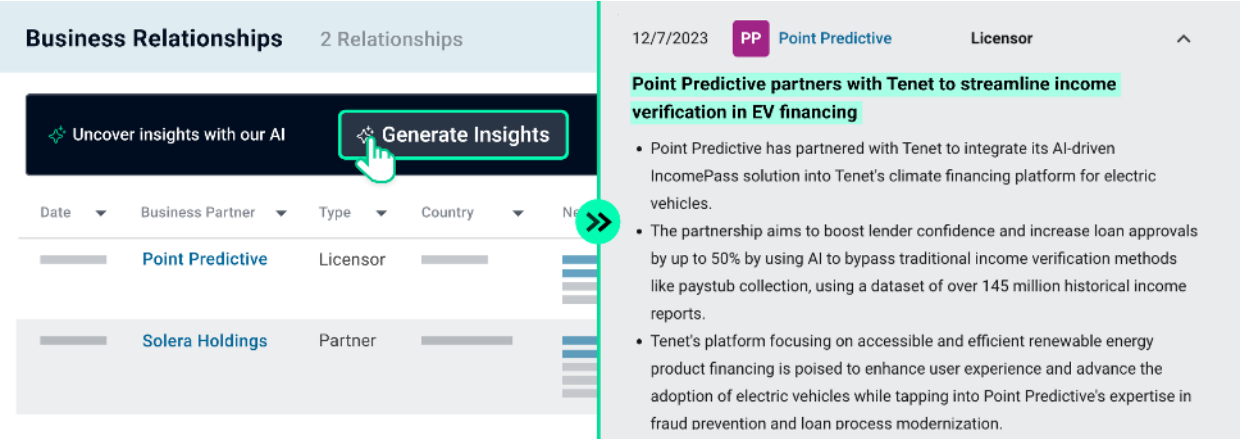 Business Relationships 2 Relationships
Uncover insights with our AI
Generate Insights
Date Business Partner Type Country
Point Predictive Licensor
Solera Holdings Partner
12/7/2023 PP Point Predictive Licensor
Point Predictive partners with Tenet to streamline income
verification in EV financing
• Point Predictive has partnered with Tenet to integrate its AI-driven
IncomePass solution into Tenet's climate financing platform for electric
vehicles.
• The partnership aims to boost lender confidence and increase loan approvals
by up to 50% by using AI to bypass traditional income verification methods
like paystub collection, using a dataset of over 145 million historical income
reports.
• Tenet's platform focusing on accessible and efficient renewable energy
product financing is poised to enhance user experience and advance the
adoption of electric vehicles while tapping into Point Predictive's expertise in
fraud prevention and loan process modernization.